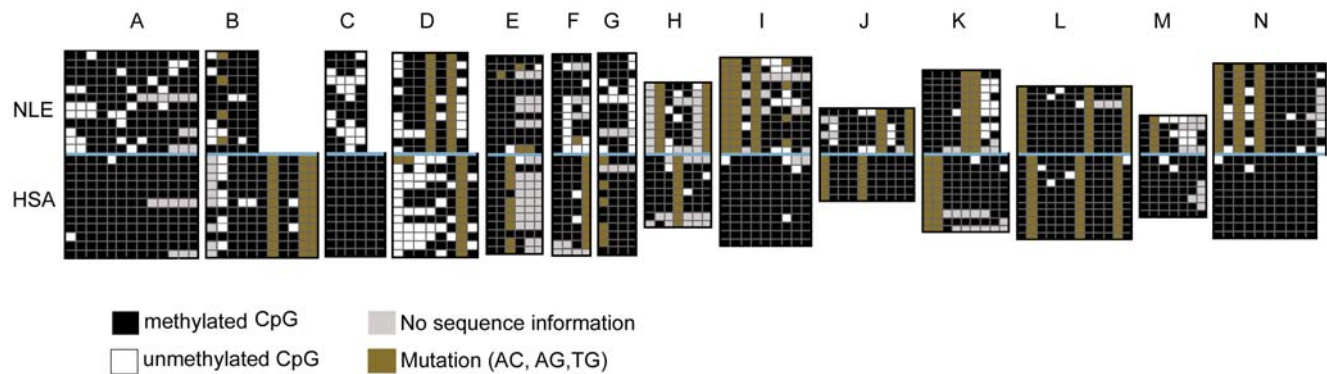 A B C D E F G H I J K L M N
NLE
HSA
methylated CpG No sequence information
unmethylated CpG Mutation (AC, AG,TG)